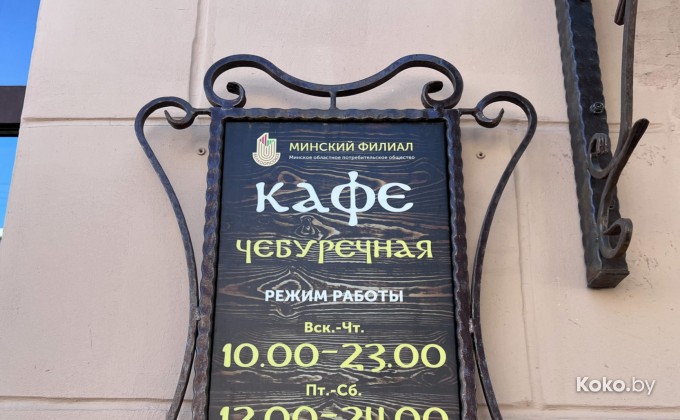 МИНСКИЙ ФИЛИАЛ
Минское областное потребительское общество
КАФЕ
ЧЕБУРЕЧНАЯ
РЕЖИМ РАБОТЫ
Вск.-Чт.
10.00-23.00
Пт.-Сб.
Koko.by